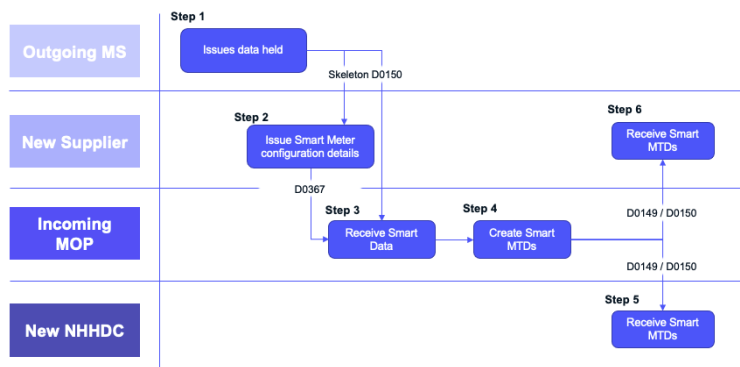 Step 1
Outgoing MS
Issues data held
Skeleton D0150
Step 2
Step 6
New Supplier
Issue Smart Meter
configuration details
Receive Smart
MTDs
D0367
Step 3
Step 4
D0149 / D0150
Incoming
MOP
Receive Smart
Data
Create Smart
MTDs
D0149 / D0150
Step 5
New NHHDC
Receive Smart
MTDs